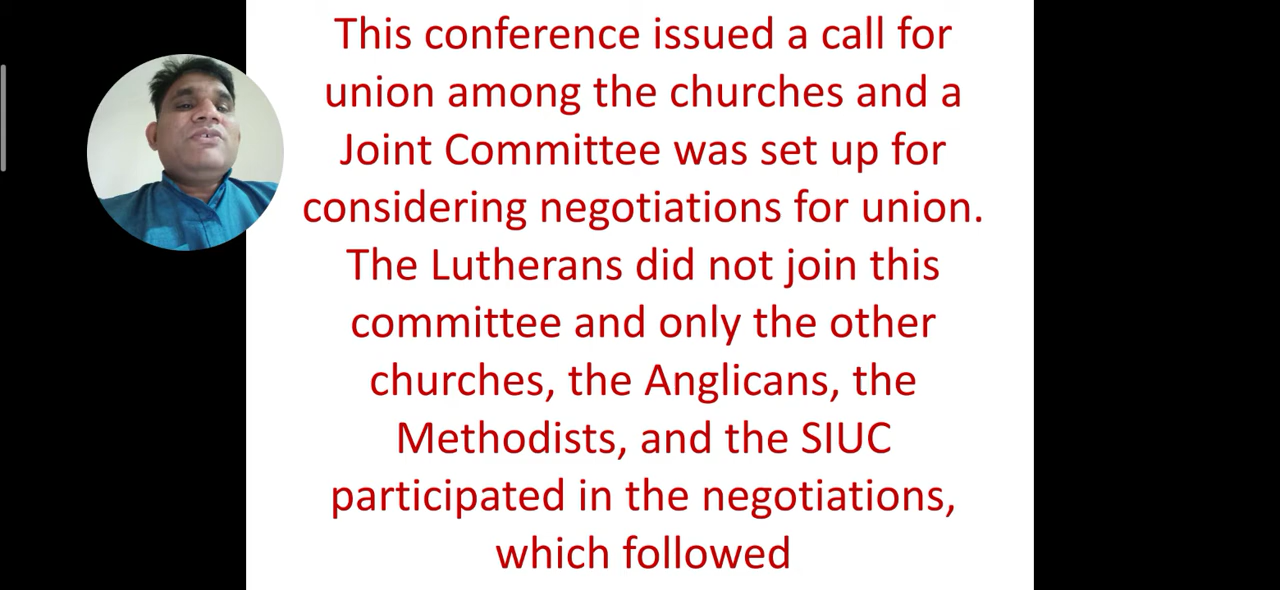 This conference issued a call for
union among the churches and a
Joint Committee was set up for
considering negotiations for union.
The Lutherans did not join this
committee and only the other
churches, the Anglicans, the
Methodists, and the SIUC
participated in the negotiations,
which followed